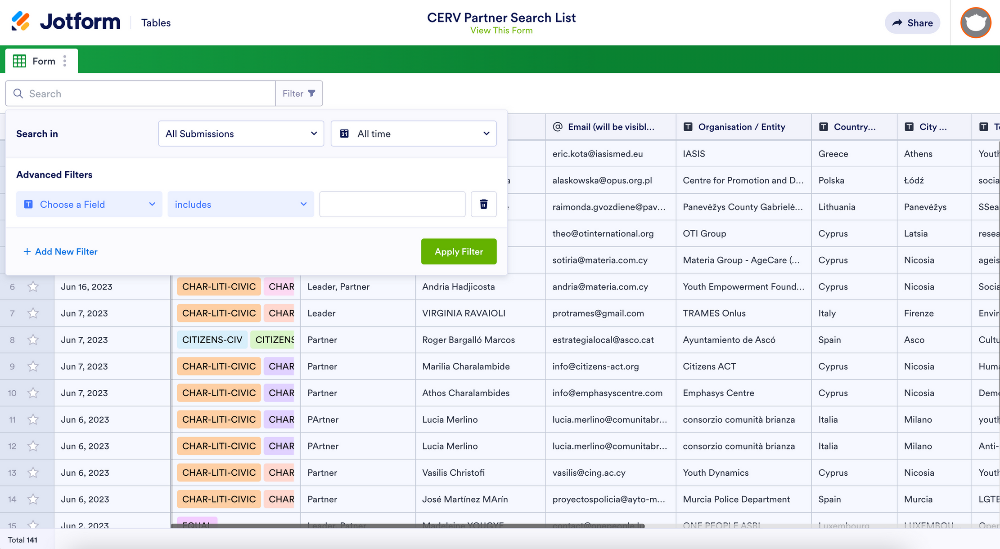 Jotform
Tables
CERV Partner Search List
View This Form
Share
Form
Search
Filter
Search in
All Submissions
31
All time
Advanced Filters
T Choose a Field
includes
+ Add New Filter
Apply Filter
@ Email (will be visibl... T Organisation / Entity T Country... T City ... T
eric.kota@iasismed.eu IASIS Greece Athens Youth
a alaskowska@opus.org.pl Centre for Promotion and D... Polska Łódź socia
raimonda.gvozdiene@pav... Panevėžys County Gabrielė... Lithuania Panevėžys SSea
theo@otinternational.org OTI Group Cyprus Latsia resea
sotiria@materia.com.cy Materia Group - AgeCare (... Cyprus Nicosia ageis
6 Jun 16, 2023 CHAR-LITI-CIVIC CHAR Leader, Partner Andria Hadjicosta andria@materia.com.cy Youth Empowerment Found... Cyprus Nicosia Socia
7 Jun 7, 2023 CHAR-LITI-CIVIC CHAR Leader VIRGINIA RAVAIOLI protrames@gmail.com TRAMES Onlus Italy Firenze Envir
8 Jun 7, 2023 CITIZENS-CIV CITIZENS Partner Roger Bargalló Marcos estrategialocal@asco.cat Ayuntamiento de Ascó Spain Asco Cultu
9 Jun 7, 2023 CHAR-LITI-CIVIC CHAR Partner Marilia Charalambide info@citizens-act.org Citizens ACT Cyprus Nicosia Huma
10 Jun 7, 2023 CHAR-LITI-CIVIC CHAR Partner Athos Charalambides info@emphasyscentre.com Emphasys Centre Cyprus Nicosia Demo
11 Jun 6, 2023 CHAR-LITI-CIVIC CHAR PArtner Lucia Merlino lucia.merlino@comunitabr... consorzio comunità brianza Italia Milano youth
12 Jun 6, 2023 CHAR-LITI-CIVIC CHAR PArtner Lucia Merlino lucia.merlino@comunitabr... consorzio comunità brianza Italia Milano Anti-
13 Jun 6, 2023 CHAR-LITI-CIVIC CHAR Partner Vasilis Christofi vasilis@cing.ac.cy Youth Dynamics Cyprus Nicosia Youth
14 Jun 6, 2023 CHAR-LITI-CIVIC CHAR Partner José Martínez MArín proyectospolicia@ayto-m... Murcia Police Department Spain Murcia LGTB
15 Jun 2, 2023 EQUAL Leader, Patner Madeleine YOUGYE contact@onepeople.lu ONE PEOPLE ASBL Luxembourg LUXEMBOU... Oper
Total 141